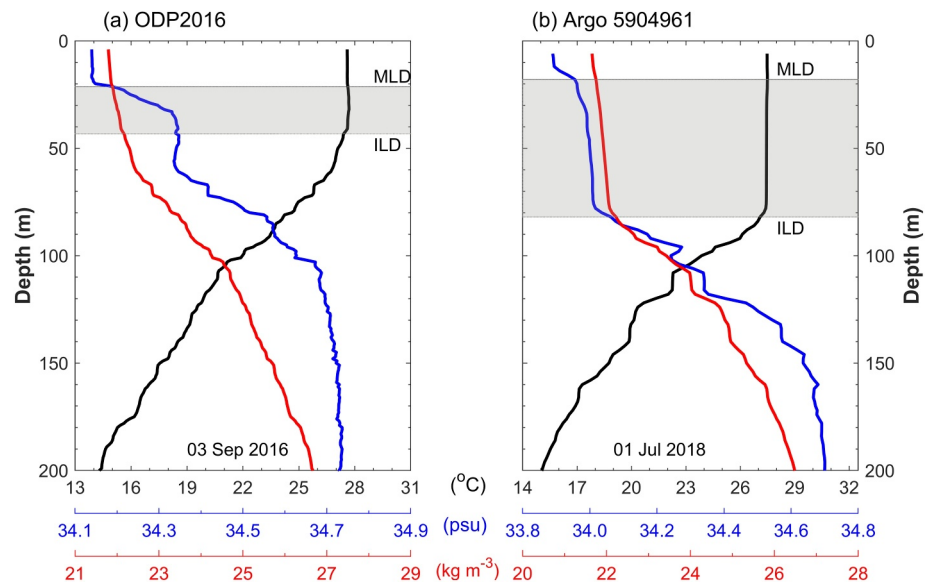 (a) ODP2016
(b) Argo 5904961
0
50
100
150
200
Depth (m)
MLD
ILD
03 Sep 2016
13 16 19 22 25 28 31
34.1 34.3 34.5 34.7 34.9
21 23 25 27 29
(°C)
(psu)
(kg m-3)
MLD
ILD
01 Jul 2018
0
50
100
150
200
Depth (m)
14 17 20 23 26 29 32
33.8 34.0 34.2 34.4 34.6 34.8
20 22 24 26 28